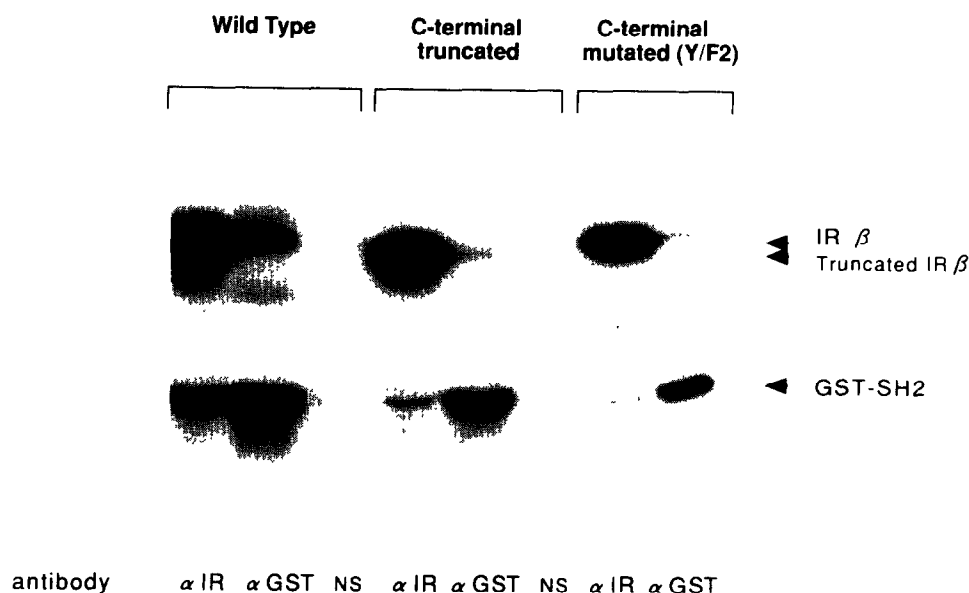 Wild Type
C-terminal
truncated
C-terminal
mutated (Y/F2)
IR β
Truncated IR β
GST-SH2
antibody α IR α GST NS α IR α GST NS α IR α GST